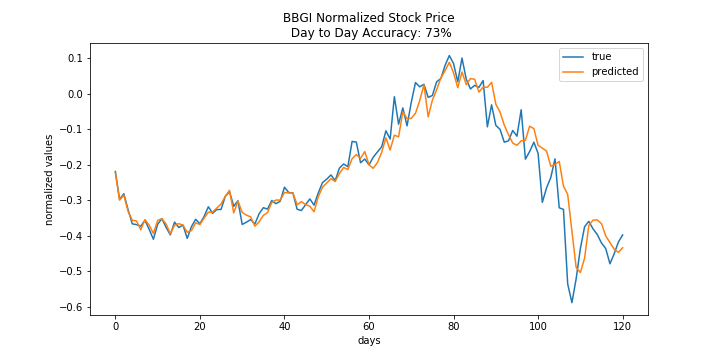 BBGI Normalized Stock Price
Day to Day Accuracy: 73%
true
predicted
normalized values
0.1
0.0
−0.1
−0.2
−0.3
−0.4
−0.5
−0.6
0
20
40
60
80
100
120
days